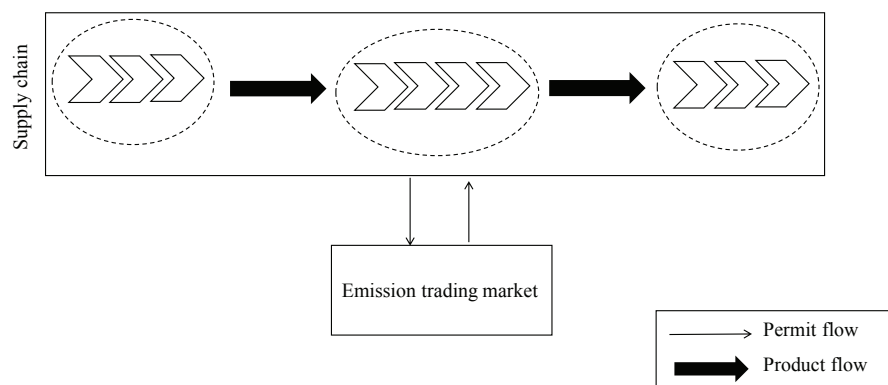 Supply chain
Emission trading market
Permit flow
Product flow